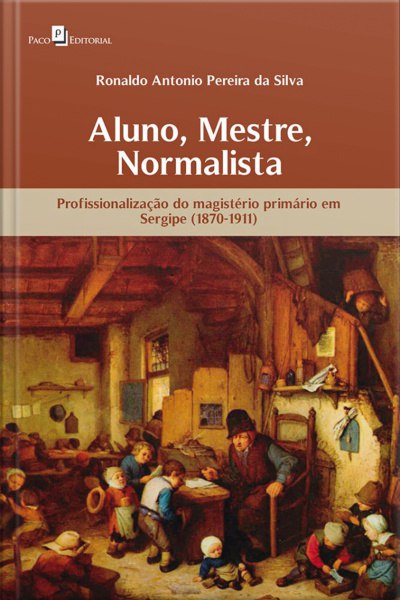 PACO EDITORIAL
Ronaldo Antonio Pereira da Silva
Aluno, Mestre,
Normalista
Profissionalização do magistério primário em
Sergipe (1870-1911)